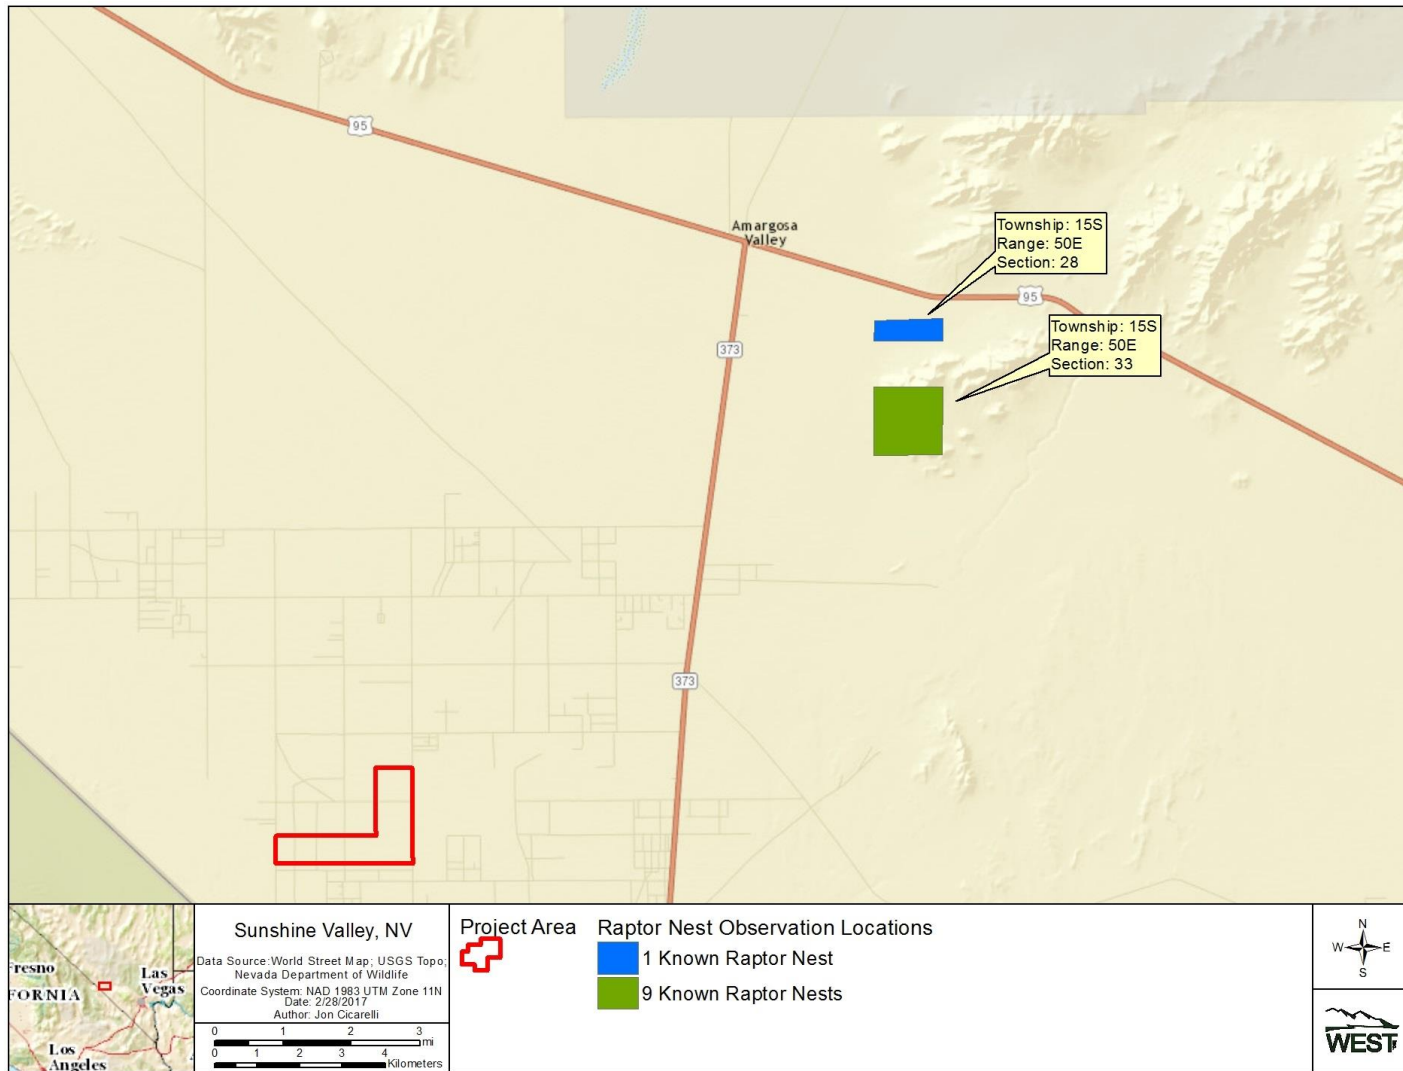 95
Amargosa
Valley
Township: 15S
Range: 50E
Section: 28
95
Township: 15S
Range: 50E
Section: 33
373
373
Fresno
FORNIA
Las
Vegas
Los
Angeles
Sunshine Valley, NV
Data Source:World Street Map; USGS Topo;
Nevada Department of Wildlife
Coordinate System: NAD 1983 UTM Zone 11N
Date: 2/28/2017
Author: Jon Cicarelli
0 1 2 3
mi
0 1 2 3 4
Kilometers
Project Area
Raptor Nest Observation Locations
1 Known Raptor Nest
9 Known Raptor Nests
N
W E
S
WEST